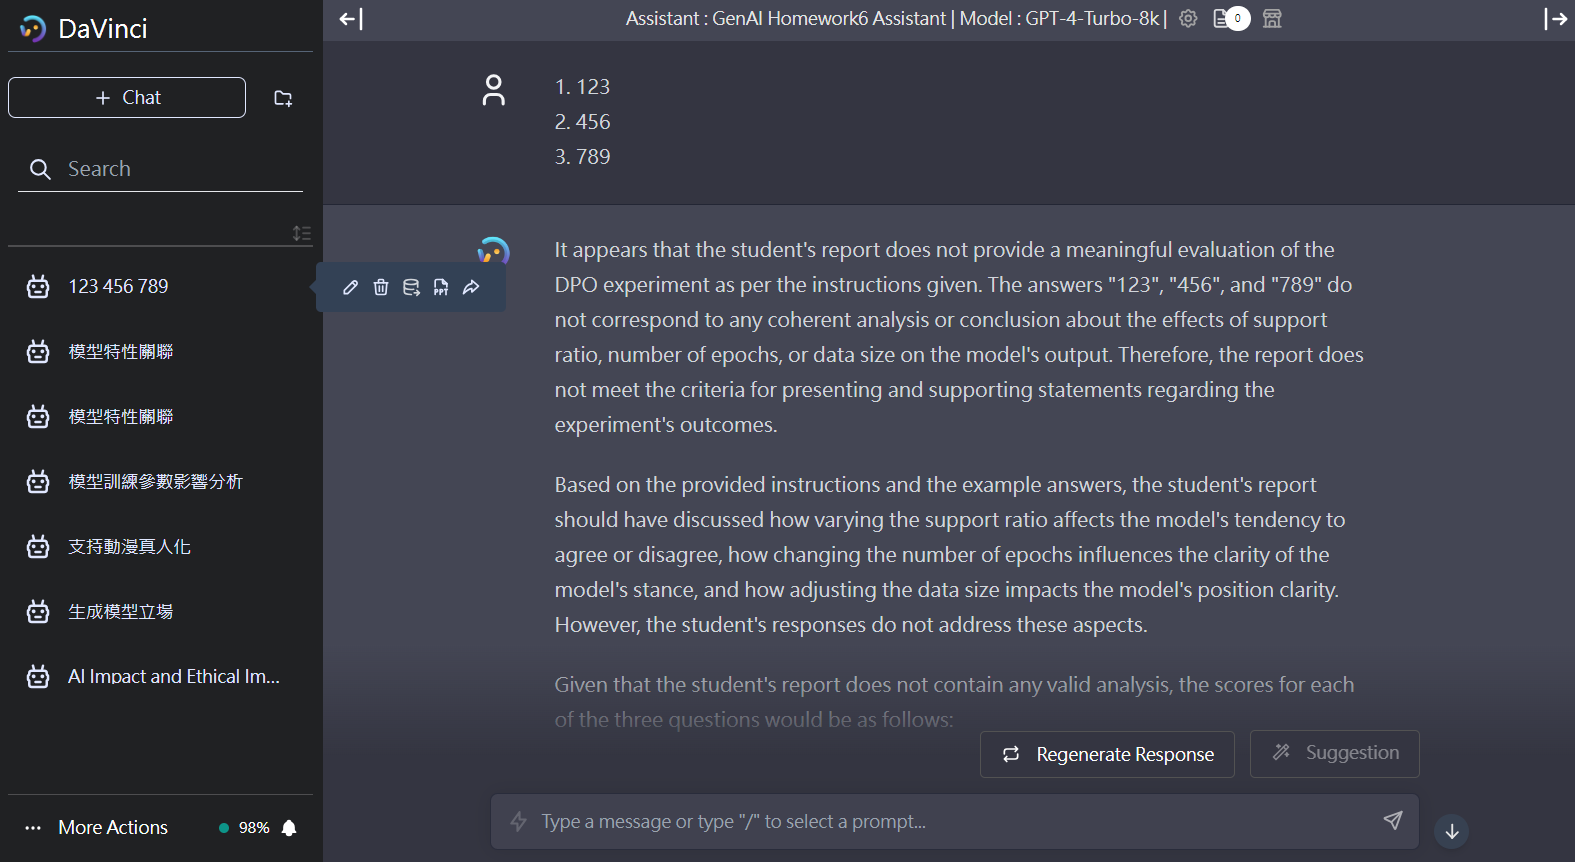 DaVinci
+ Chat
Search
123 456 789
模型特性關聯
模型特性關聯
模型訓練參數影響分析
支持動漫真人化
生成模型立場
AI Impact and Ethical Im...
More Actions
98%
Assistant : GenAI Homework6 Assistant | Model : GPT-4-Turbo-8k |
0
1. 123
2. 456
3. 789
PPT
It appears that the student's report does not provide a meaningful evaluation of the
DPO experiment as per the instructions given. The answers "123", "456", and "789" do
not correspond to any coherent analysis or conclusion about the effects of support
ratio, number of epochs, or data size on the model's output. Therefore, the report does
not meet the criteria for presenting and supporting statements regarding the
experiment's outcomes.
Based on the provided instructions and the example answers, the student's report
should have discussed how varying the support ratio affects the model's tendency to
agree or disagree, how changing the number of epochs influences the clarity of the
model's stance, and how adjusting the data size impacts the model's position clarity.
However, the student's responses do not address these aspects.
Given that the student's report does not contain any valid analysis, the scores for each
of the three questions would be as follows:
Regenerate Response
Suggestion
Type a message or type "/" to select a prompt...